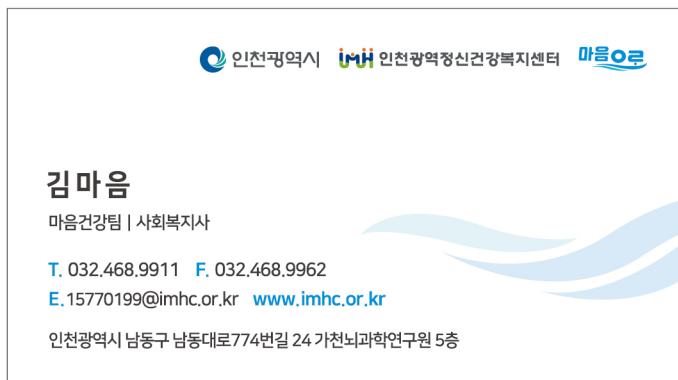 인천광역시 imH 인천광역정신건강복지센터 마음으로
김마음
마음건강팀 | 사회복지사
T. 032.468.9911 F. 032.468.9962
E.15770199@imhc.or.kr www.imhc.or.kr
인천광역시 남동구 남동대로774번길 24 가천뇌과학연구원 5층